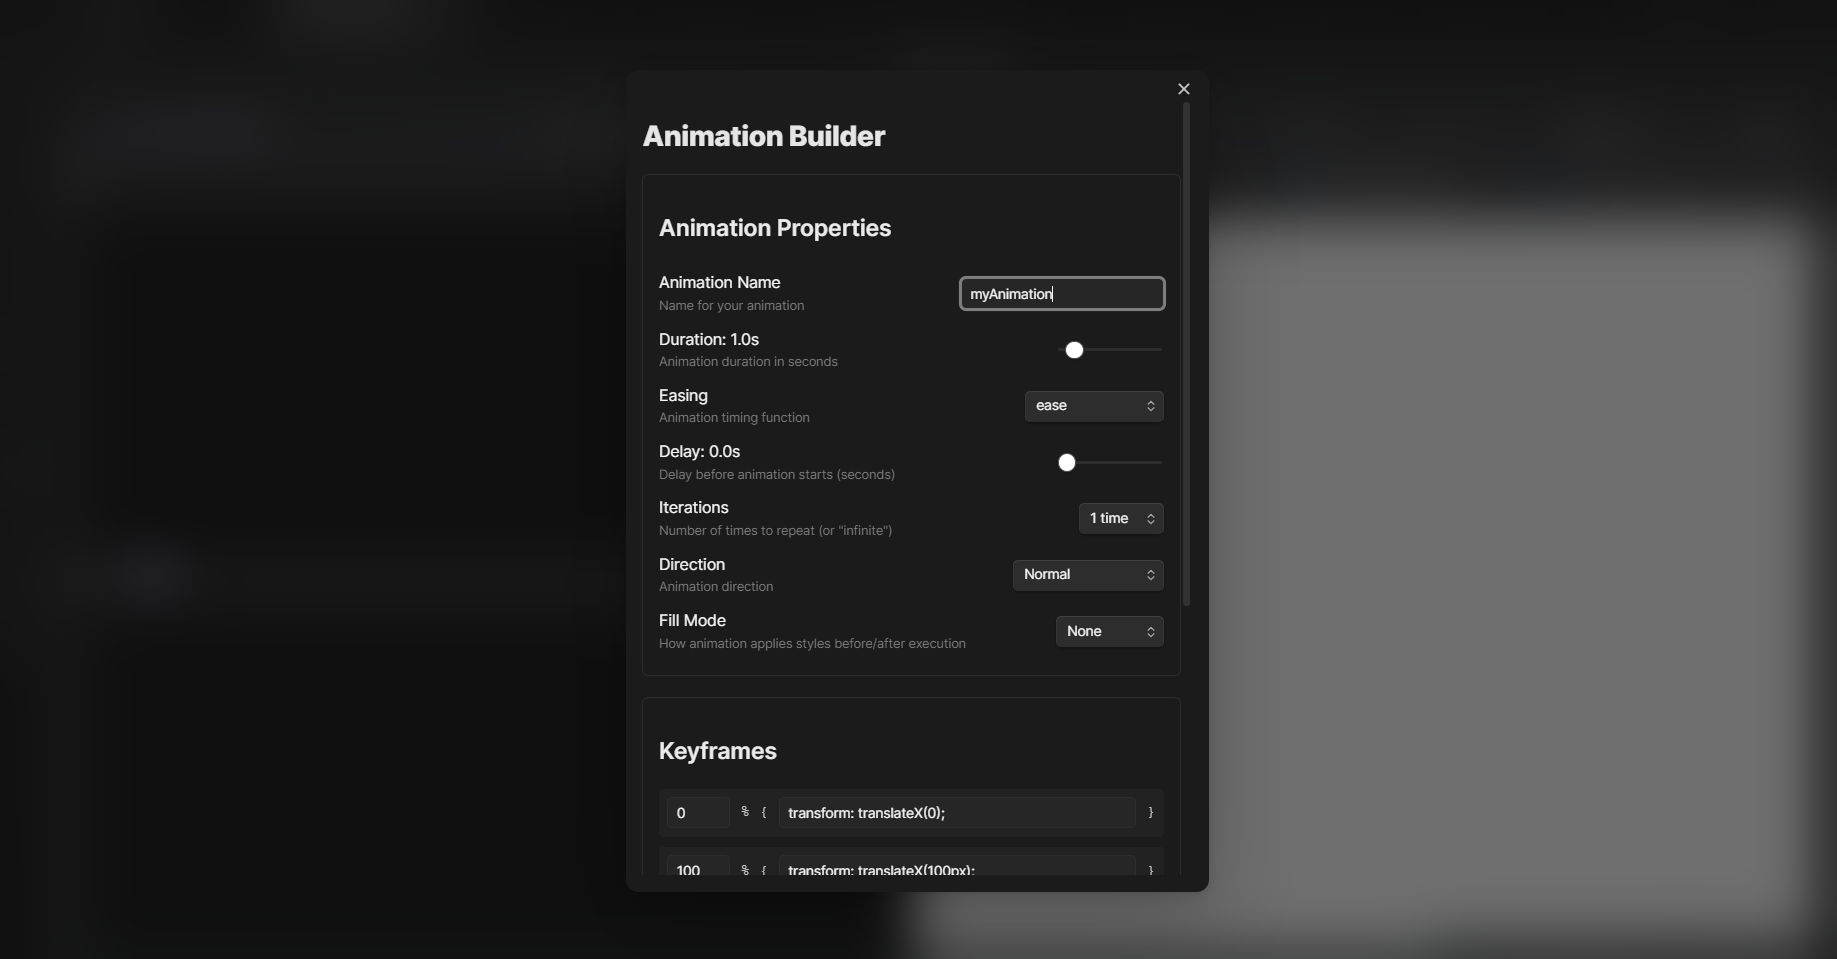 Animation Builder
Animation Properties
Animation Name
Name for your animation
myAnimation
Duration: 1.0s
Animation duration in seconds
Easing
Animation timing function
ease
Delay: 0.0s
Delay before animation starts (seconds)
Iterations
Number of times to repeat (or "infinite")
1 time
Direction
Animation direction
Normal
Fill Mode
How animation applies styles before/after execution
None
Keyframes
0 % { transform: translateX(0); }
100 % { transform: translateX(100px); }